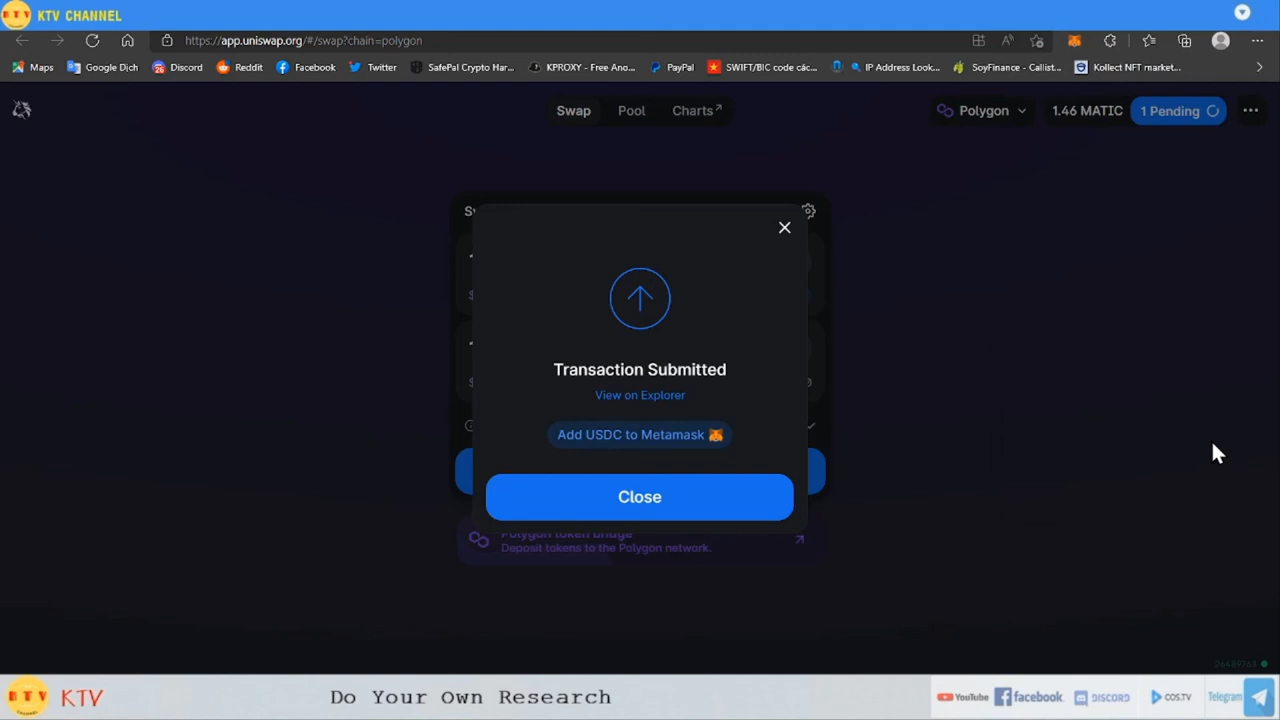 KTV CHANNEL
https://app.uniswap.org/#/swap?chain=polygon
Maps Google Dịch Discord Reddit Facebook Twitter SafePal Crypto Har... KPROXY - Free Ano... PayPal SWIFT/BIC code các... IP Address Look... SoyFinance - Callist... Kollect NFT market...
Swap Pool Charts↗ Polygon 1.46 MATIC 1 Pending
Transaction Submitted
View on Explorer
Add USDC to Metamask
Close
Polygon token bridge
Deposit tokens to the Polygon network.
KTV Do Your Own Research YouTube facebook. DISCORD COS.TV Telegram